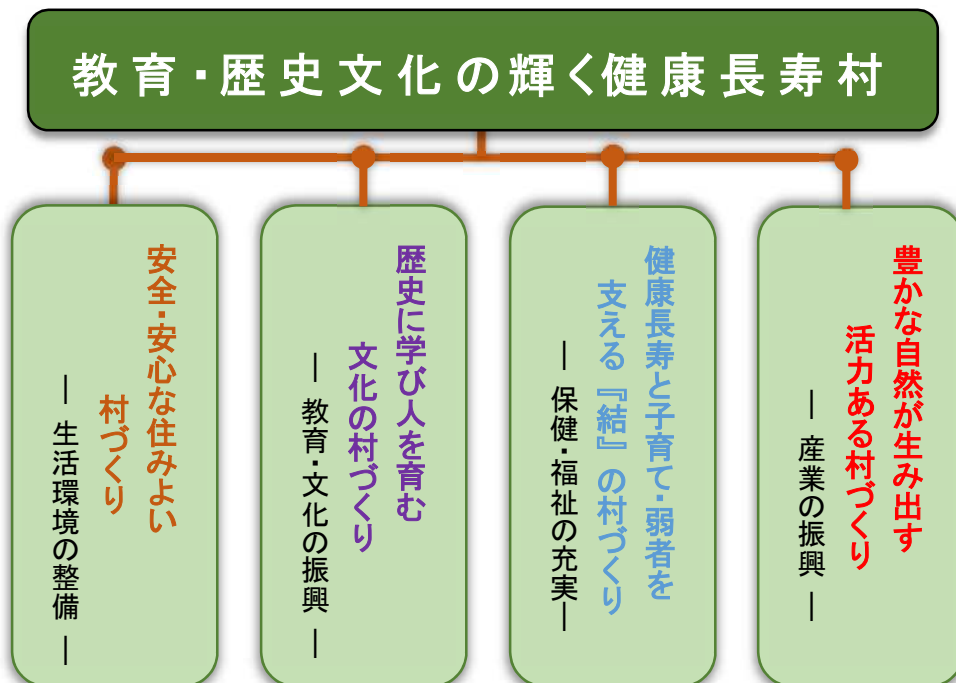 教育・歴史文化の輝く健康長寿村
豊かな自然が生み出す
活力ある村づくり
― 産業の振興 ―
健康長寿と子育て・弱者を
支える『結』の村づくり
― 保健・福祉の充実―
歴史に学び人を育む
文化の村づくり
― 教育・文化の振興 ―
安全・安心な住みよい
村づくり
― 生活環境の整備 ―